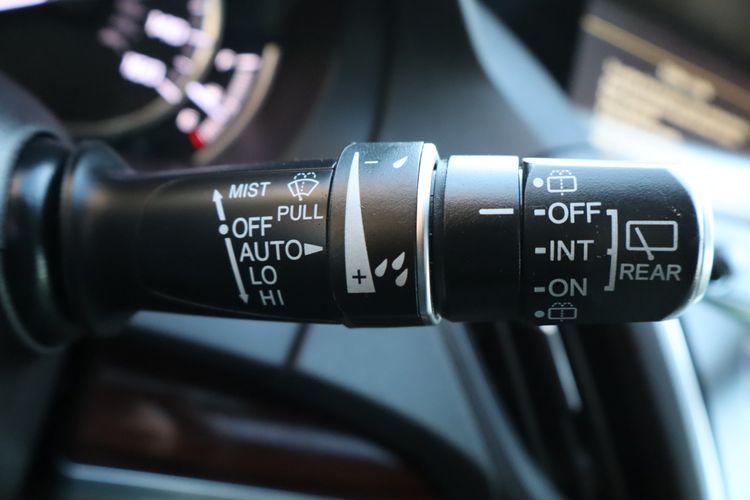 MIST
PULL
OFF
AUTO
LO
HI
- 
+
OFF
INT
ON
REAR